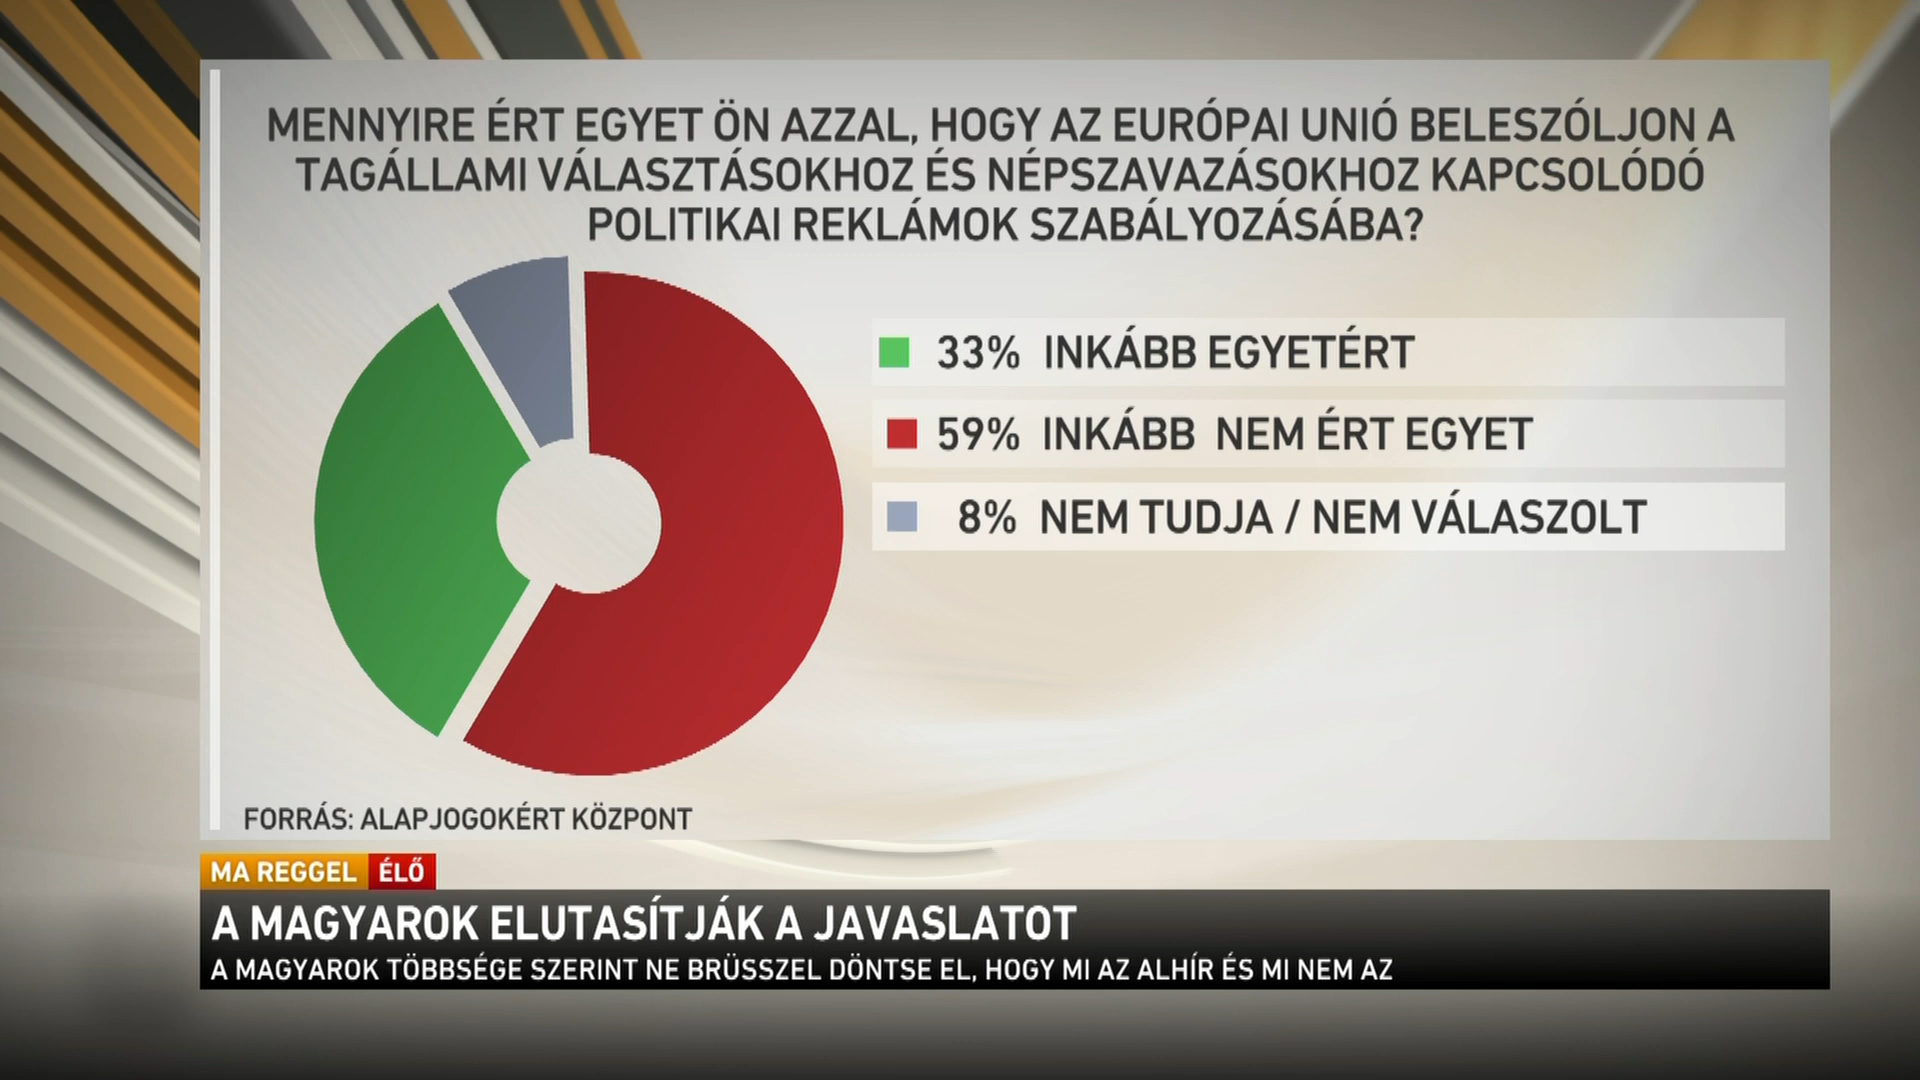 MENNYIRE ÉRT EGYET ÖN AZZAL, HOGY AZ EURÓPAI UNIÓ BELESZÓLJON A
TAGÁLLAMI VÁLASZTÁSOKHOZ ÉS NÉPSZAVAZÁSOKHOZ KAPCSOLÓDÓ
POLITIKAI REKLÁMOK SZABÁLYOZÁSÁBA?
33% INKÁBB EGYETÉRT
59% INKÁBB NEM ÉRT EGYET
8% NEM TUDJA / NEM VÁLASZOLT
FORRÁS: ALAPJOGOKÉRT KÖZPONT
MA REGGEL ÉLŐ
A MAGYAROK ELUTASÍTJÁK A JAVASLATOT
A MAGYAROK TÖBBSÉGE SZERINT NE BRÜSSZEL DÖNTSE EL, HOGY MI AZ ALHÍR ÉS MI NEM AZ